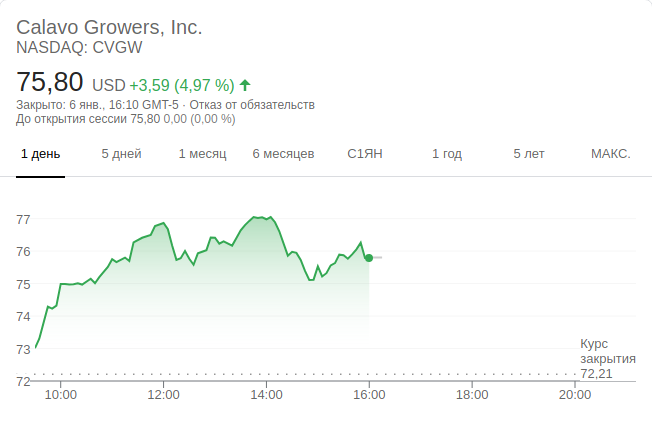 Calavo Growers, Inc.
NASDAQ: CVGW
75,80 USD +3,59 (4,97 %)
Закрыто: 6 янв., 16:10 GMT-5 · Отказ от обязательств
До открытия сессии 75,80 0,00 (0,00 %)
1 день 5 дней 1 месяц 6 месяцев С1ЯН 1 год 5 лет МАКС.
77
76
75
74
73
Курс
закрытия
72,21
72
10:00 12:00 14:00 16:00 18:00 20:00